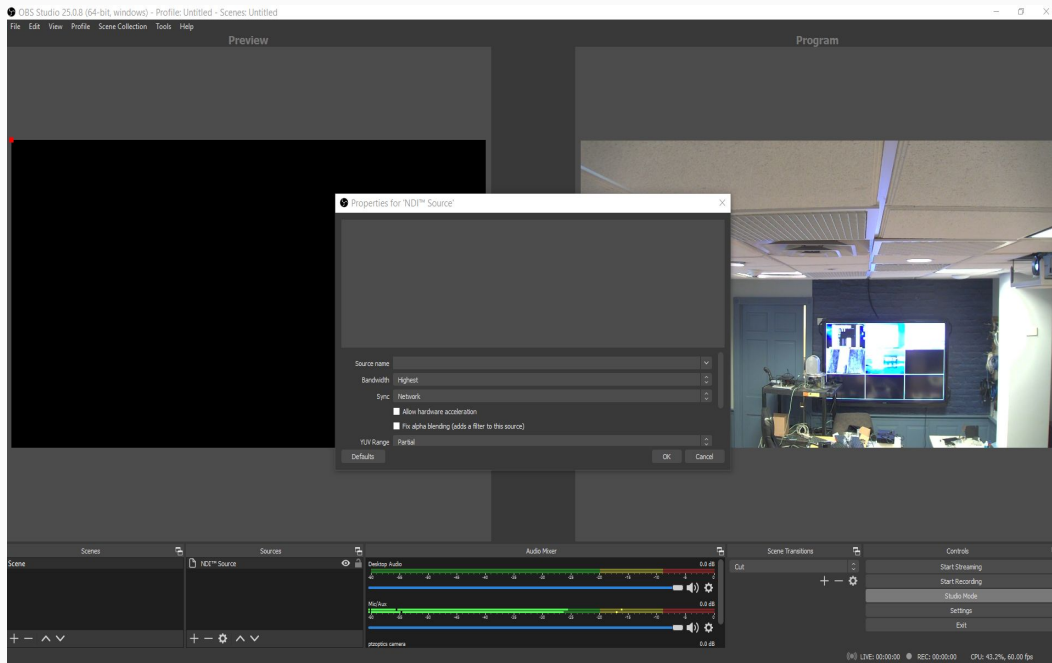 OBS Studio 25.0.8 (64-bit, windows) - Profile: Untitled - Scenes: Untitled
File Edit View Profile Scene Collection Tools Help
Preview Program
Properties for 'NDI™ Source'
Source name
Bandwidth Highest
Sync Network
Allow hardware acceleration
Fix alpha blending (adds a filter to this source)
YUV Range Partial
Defaults OK Cancel
Scenes Sources Audio Mixer Scene Transitions Controls
Scene
NDI™ Source
Desktop Audio 0.0 dB
Mic/Aux 0.0 dB
ptzoptics camera 0.0 dB
Cut
Start Streaming
Start Recording
Studio Mode
Settings
Exit
LIVE: 00:00:00 REC: 00:00:00 CPU: 43.2%, 60.00 fps